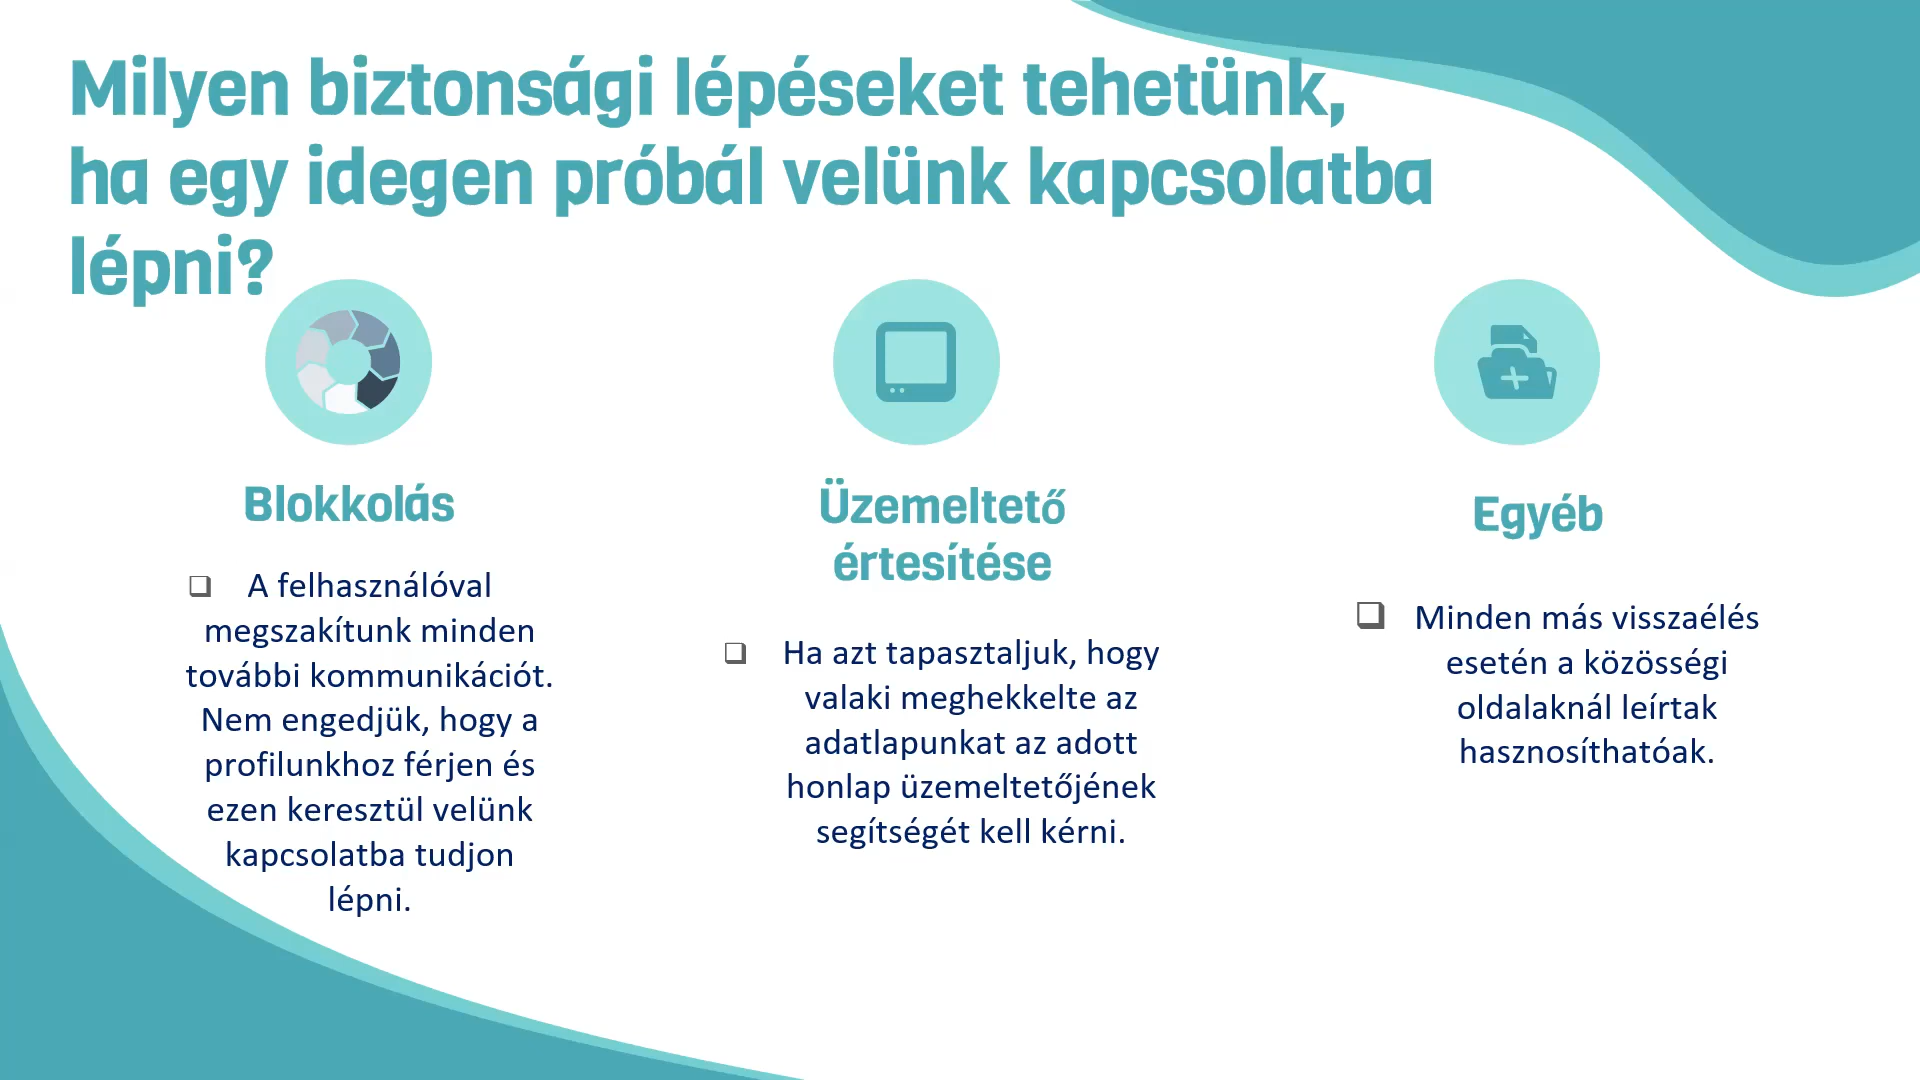 Milyen biztonsági lépéseket tehetünk,
ha egy idegen próbál velünk kapcsolatba
lépni?
Blokkolás
❑ A felhasználóval
megszakítunk minden
további kommunikációt.
Nem engedjük, hogy a
profilunkhoz férjen és
ezen keresztül velünk
kapcsolatba tudjon
lépni.
Üzemeltető
értesítése
❑ Ha azt tapasztaljuk, hogy
valaki meghekkelte az
adatlapunkat az adott
honlap üzemeltetőjének
segítségét kell kérni.
Egyéb
❑ Minden más visszaélés
esetén a közösségi
oldalaknál leírtak
hasznosíthatóak.